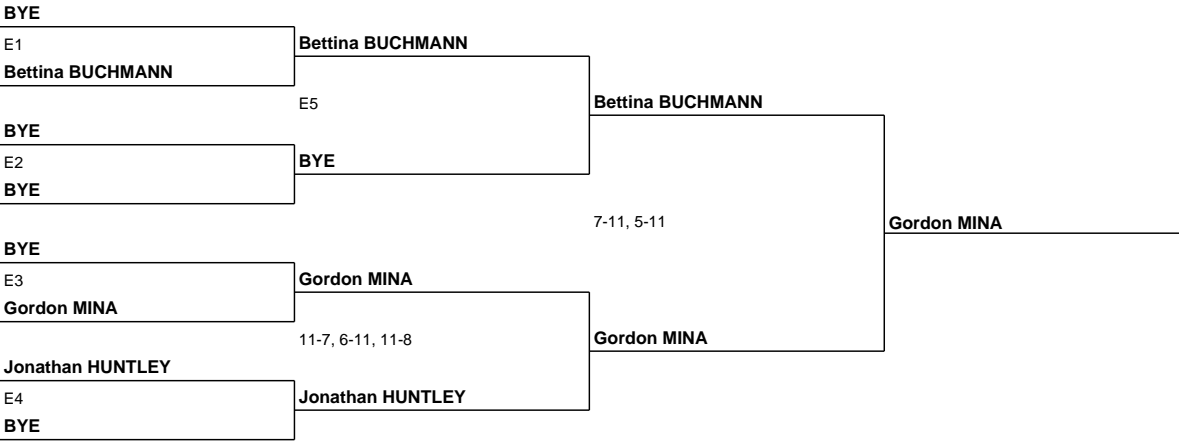 BYE
E1
Bettina BUCHMANN
Bettina BUCHMANN
E5
Bettina BUCHMANN
BYE
E2
BYE
BYE
7-11, 5-11
Gordon MINA
BYE
E3
Gordon MINA
Gordon MINA
11-7, 6-11, 11-8
Gordon MINA
Jonathan HUNTLEY
E4
Jonathan HUNTLEY
BYE